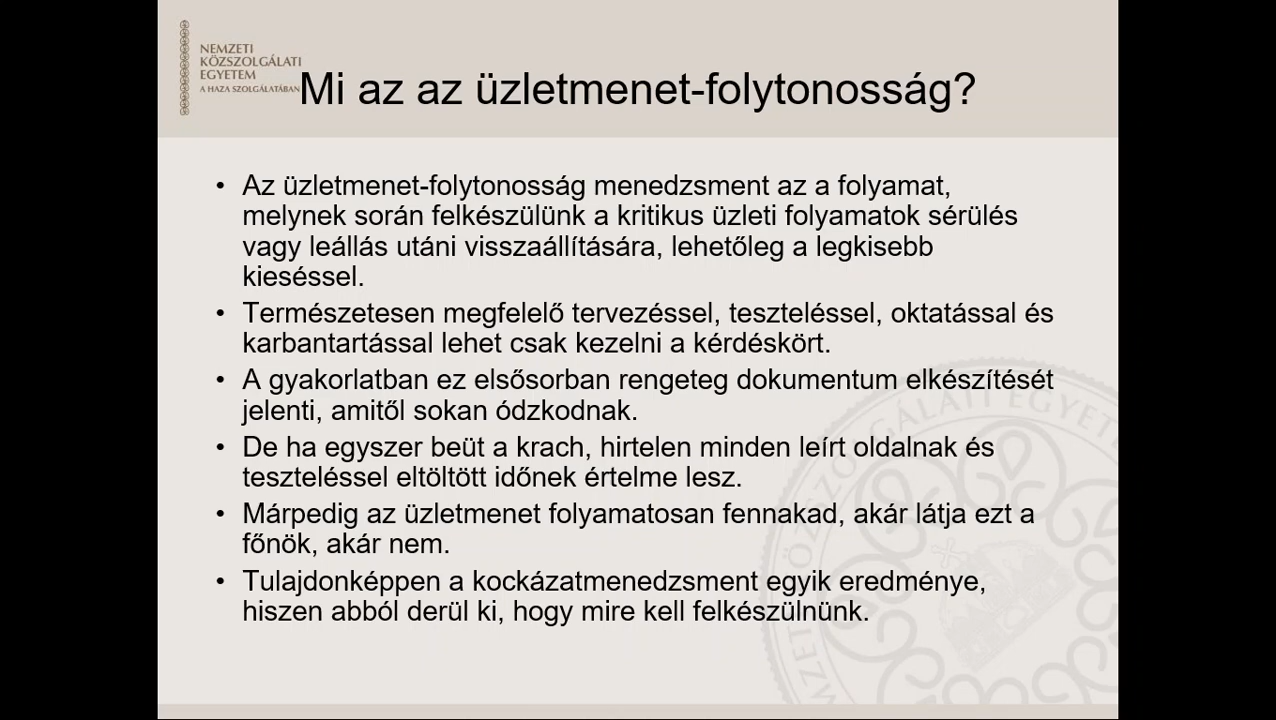 NEMZETI
KÖZSZOLGÁLATI
EGYETEM
A HAZA SZOLGÁLATÁBAN
Mi az az üzletmenet-folytonosság?
• Az üzletmenet-folytonosság menedzsment az a folyamat,
melynek során felkészülünk a kritikus üzleti folyamatok sérülés
vagy leállás utáni visszaállítására, lehetőleg a legkisebb
kieséssel.
• Természetesen megfelelő tervezéssel, teszteléssel, oktatással és
karbantartással lehet csak kezelni a kérdéskört.
• A gyakorlatban ez elsősorban rengeteg dokumentum elkészítését
jelenti, amitől sokan ódzkodnak.
• De ha egyszer beüt a krach, hirtelen minden leírt oldalnak és
teszteléssel eltöltött időnek értelme lesz.
• Márpedig az üzletmenet folyamatosan fennakad, akár látja ezt a
főnök, akár nem.
• Tulajdonképpen a kockázatmenedzsment egyik eredménye,
hiszen abból derül ki, hogy mire kell felkészülnünk.
MZET KÖZSZOLGÁLATI EGYETE